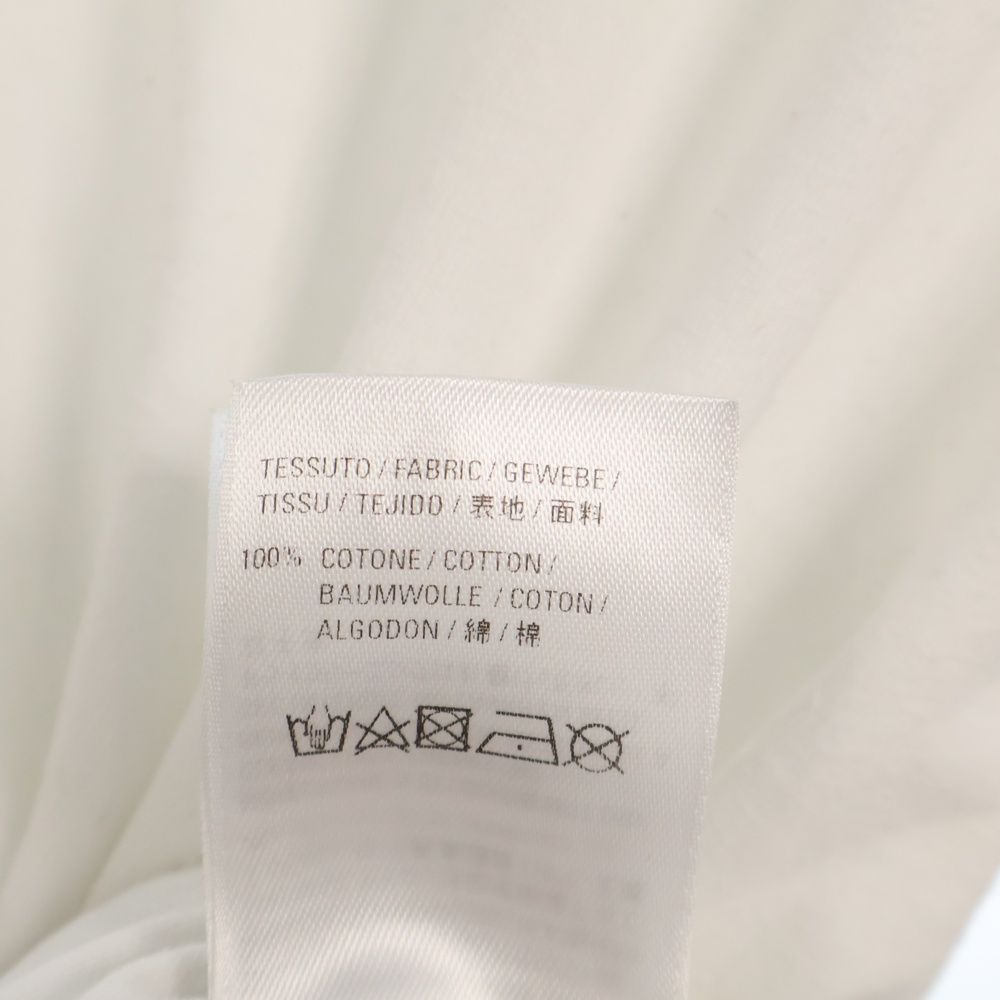 TESSUTO / FABRIC / GEWEBE /
TISSU / TEJIDO / 表地 / 面料
100% COTONE / COTTON /
BAUMWOLLE / COTON /
ALGODON / 綿 / 棉